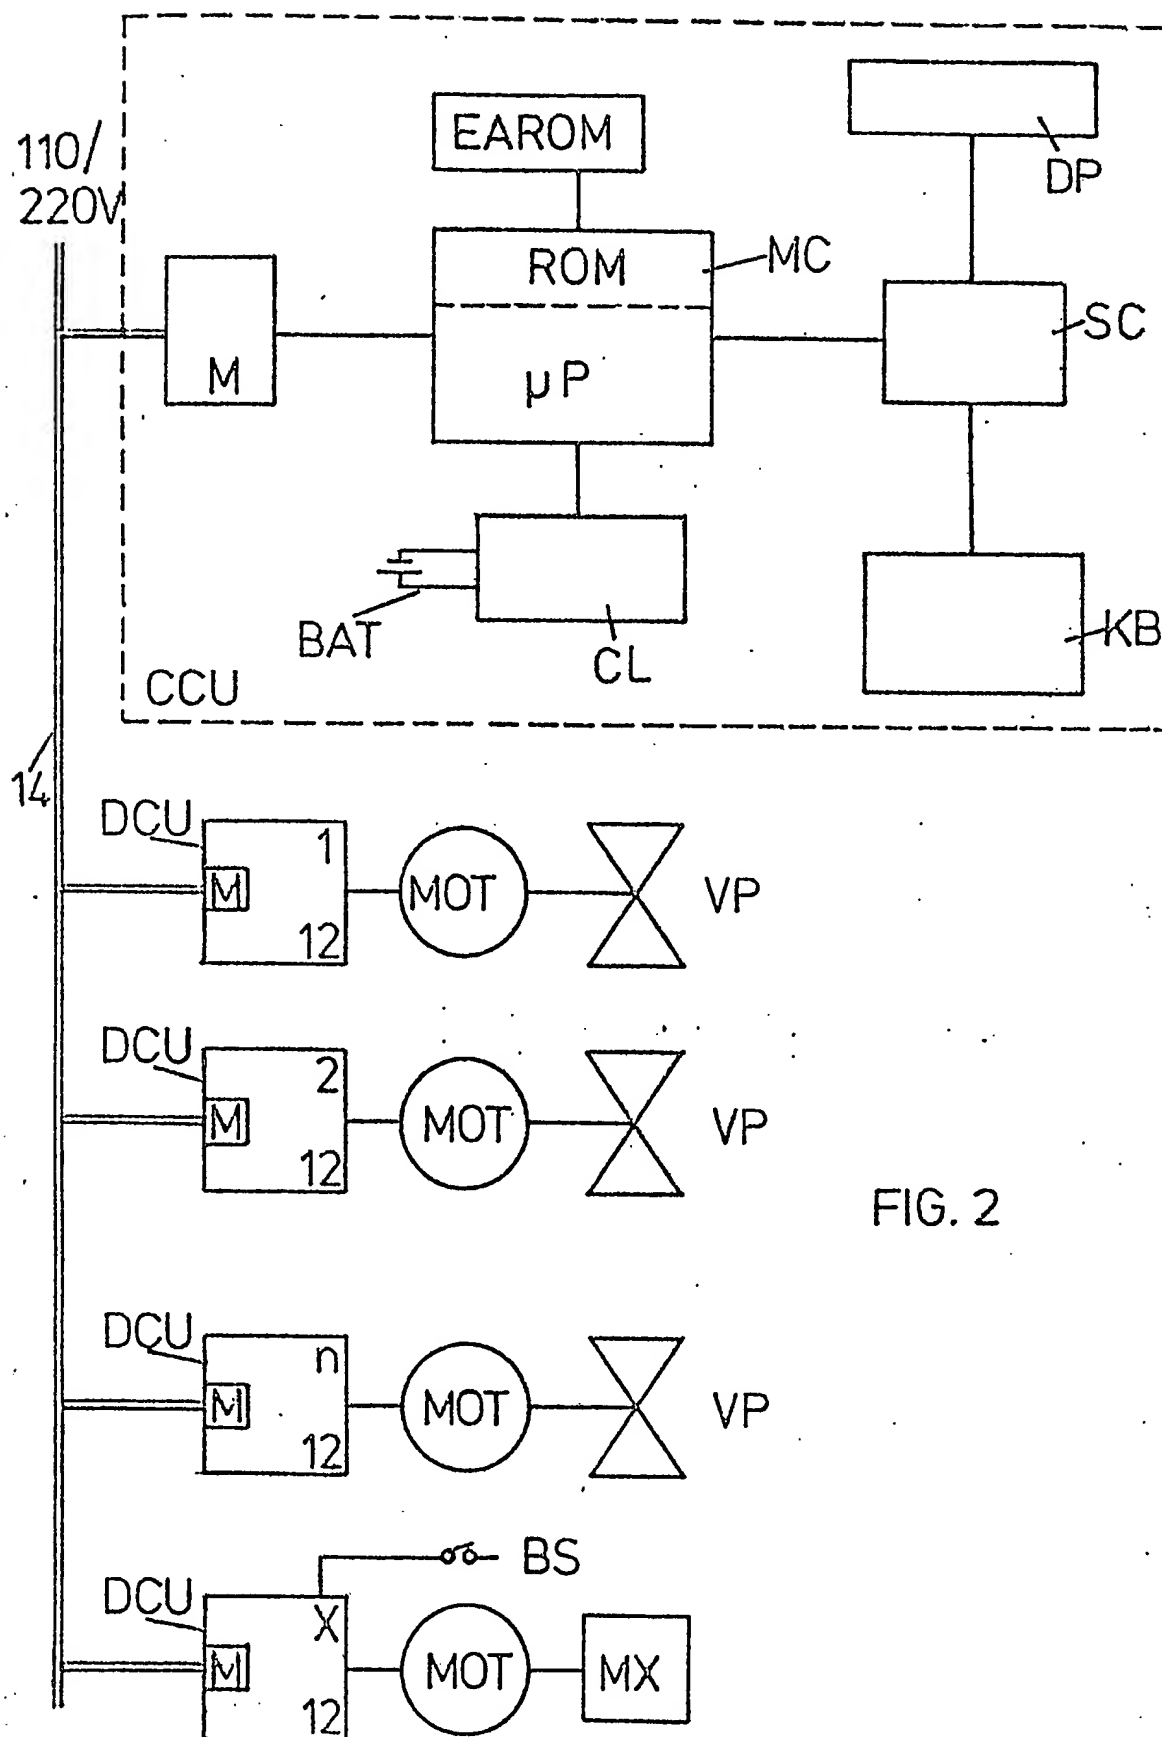 110/
220V
EAROM
DP
ROM
MC
SC
M
µP
BAT
CL
KB
CCU
14
DCU
1
M
MOT
VP
12
DCU
2
M
MOT
VP
12
FIG. 2
DCU
n
M
MOT
VP
12
BS
DCU
X
M
MOT
MX
12